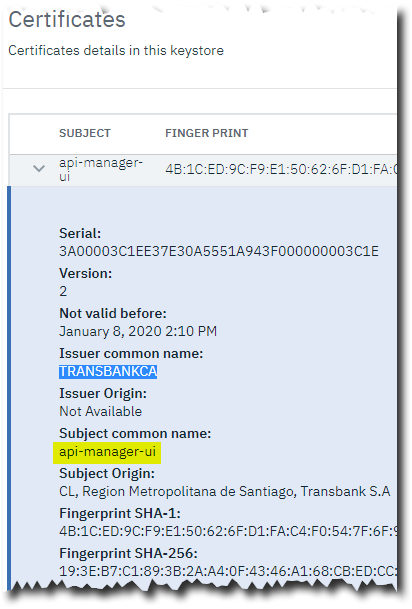 Certificates
Certificates details in this keystore
SUBJECT FINGER PRINT
api-manager-
ui
4B:1C:ED:9C:F9:E1:50:62:6F:D1:FA:
Serial:
3A00003C1EE37E30A5551A943F000000003C1E
Version:
2
Not valid before:
January 8, 2020 2:10 PM
Issuer common name:
TRANSBANKCA
Issuer Origin:
Not Available
Subject common name:
api-manager-ui
Subject Origin:
CL, Region Metropolitana de Santiago, Transbank S.A
Fingerprint SHA-1:
4B:1C:ED:9C:F9:E1:50:62:6F:D1:FA:C4:F0:54:7F:6F:
Fingerprint SHA-256:
19:3E:B7:C1:89:3B:2A:A4:0F:43:46:A1:68:CB:ED:CC: